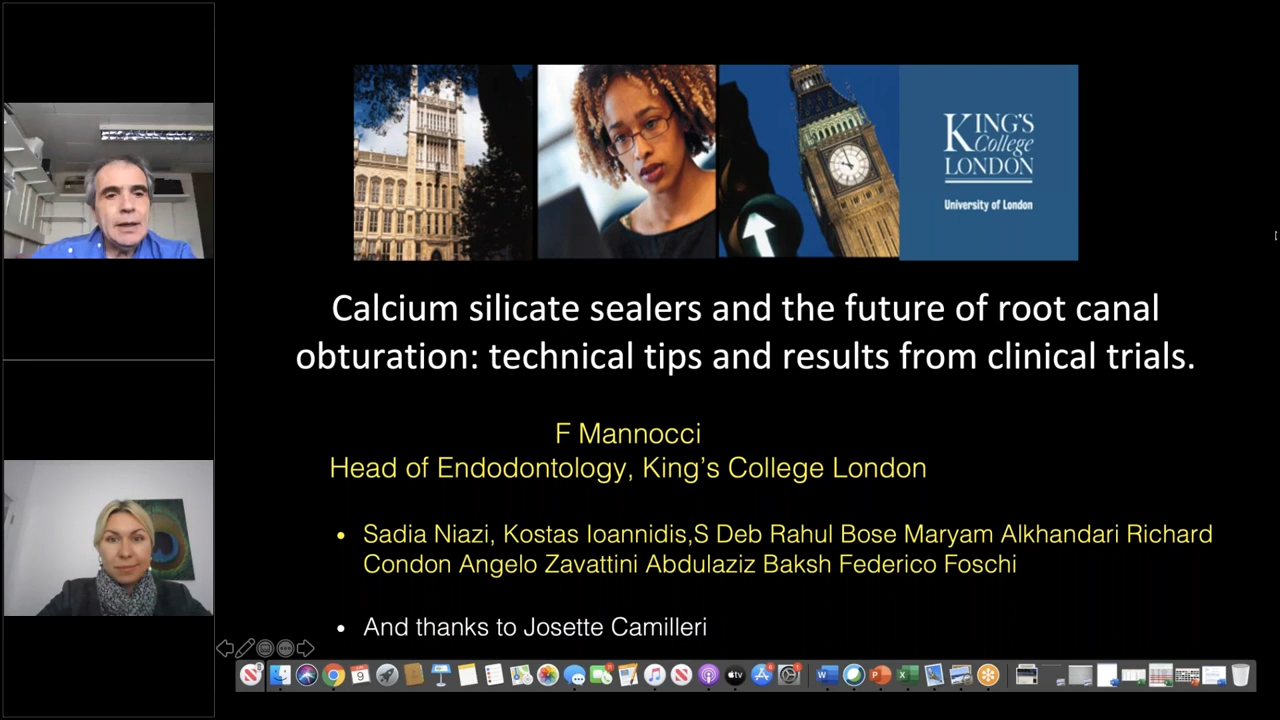 KING'S
College
LONDON
University of London
Calcium silicate sealers and the future of root canal
obturation: technical tips and results from clinical trials.
F Mannocci
Head of Endodontology, King's College London
• Sadia Niazi, Kostas Ioannidis,S Deb Rahul Bose Maryam Alkhandari Richard
Condon Angelo Zavattini Abdulaziz Baksh Federico Foschi
• And thanks to Josette Camilleri